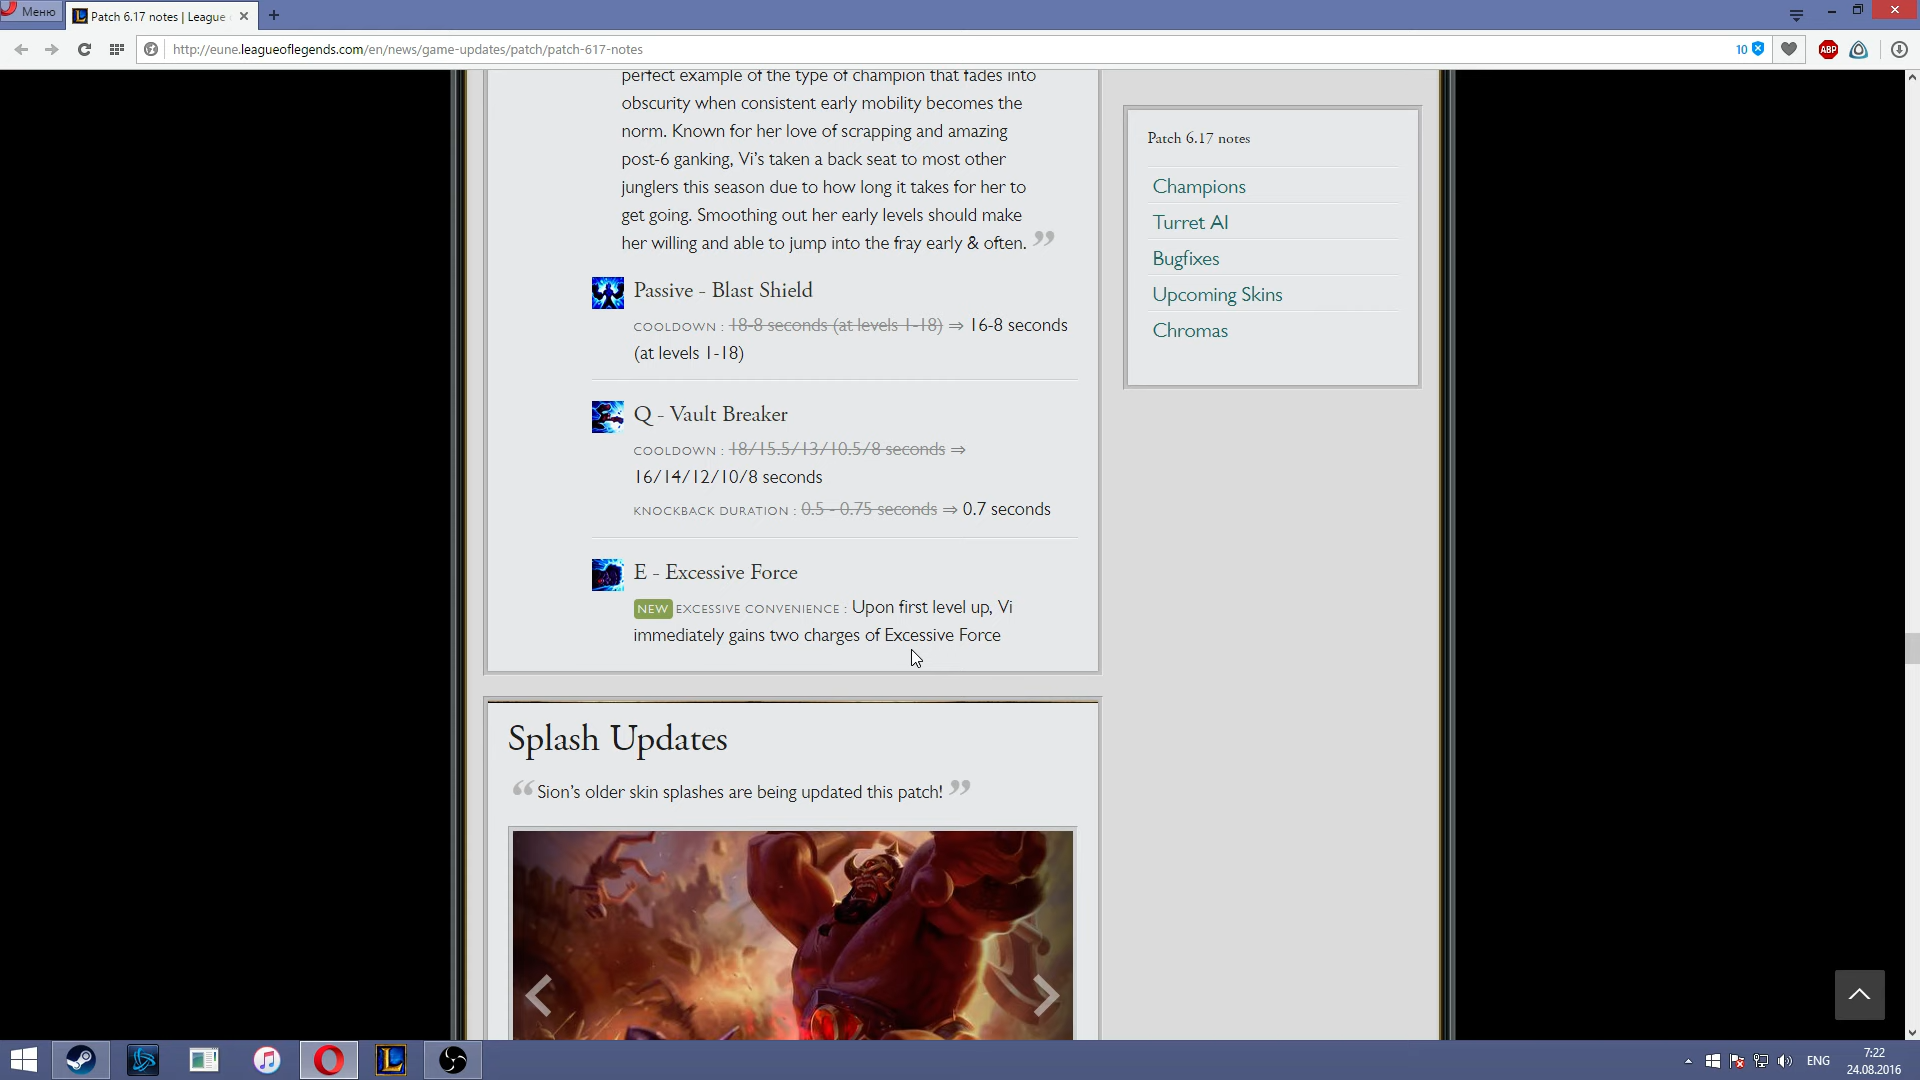 Меню
Patch 6.17 notes | League
http://eune.leagueoflegends.com/en/news/game-updates/patch/patch-617-notes
10
ABP
perfect example of the type of champion that fades into
obscurity when consistent early mobility becomes the
norm. Known for her love of scrapping and amazing
post-6 ganking, Vi's taken a back seat to most other
junglers this season due to how long it takes for her to
get going. Smoothing out her early levels should make
her willing and able to jump into the fray early & often. ”
Passive - Blast Shield
COOLDOWN : 18-8 seconds (at levels 1-18) ⇒ 16-8 seconds
(at levels 1-18)
Q - Vault Breaker
COOLDOWN : 18/15.5/13/10.5/8 seconds ⇒
16/14/12/10/8 seconds
KNOCKBACK DURATION : 0.5 - 0.75 seconds ⇒ 0.7 seconds
E - Excessive Force
NEW EXCESSIVE CONVENIENCE : Upon first level up, Vi
immediately gains two charges of Excessive Force
Splash Updates
“ Sion's older skin splashes are being updated this patch! ”
Patch 6.17 notes
Champions
Turret AI
Bugfixes
Upcoming Skins
Chromas
ENG
7:22
24.08.2016